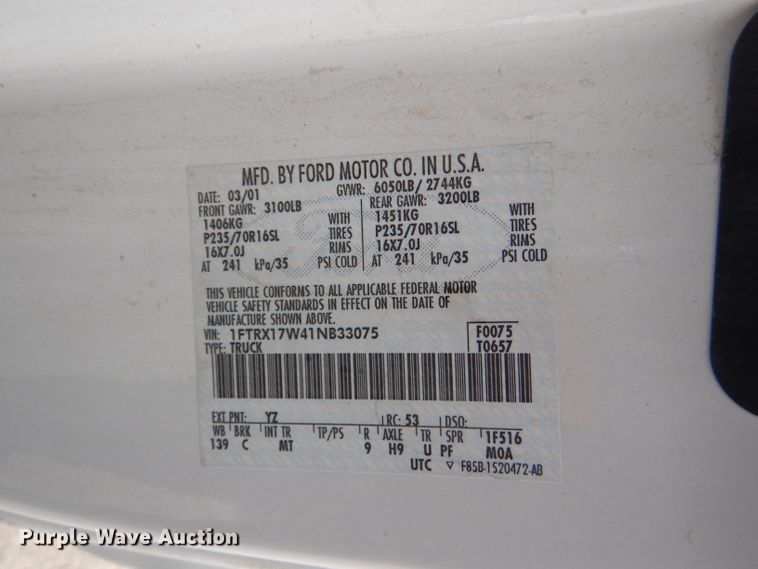 MFD. BY FORD MOTOR CO. IN U.S.A.
DATE: 03/01 GVWR: 6050LB/ 2744KG
FRONT GAWR: 3100LB REAR GAWR: 3200LB
1406KG WITH 1451KG WITH
P235/70R16SL TIRES P235/70R16SL TIRES
16X7.0J RIMS 16X7.0J RIMS
AT 241 kPa/35 PSI COLD AT 241 kPa/35 PSI COLD
THIS VEHICLE CONFORMS TO ALL APPLICABLE FEDERAL MOTOR
VEHICLE SAFETY STANDARDS IN EFFECT ON THE DATE OF
MANUFACTURE SHOWN ABOVE.
VIN: 1FTRX17W41NB33075 F0075
TYPE: TRUCK T0657
EXT PNT: YZ RC: 53 DSO:
WB BRK INT TR TP/PS R AXLE TR SPR 1F516
139 C MT 9 H9 U PF M0A
UTC ▽ F85B-1520472-AB
Purple Wave Auction